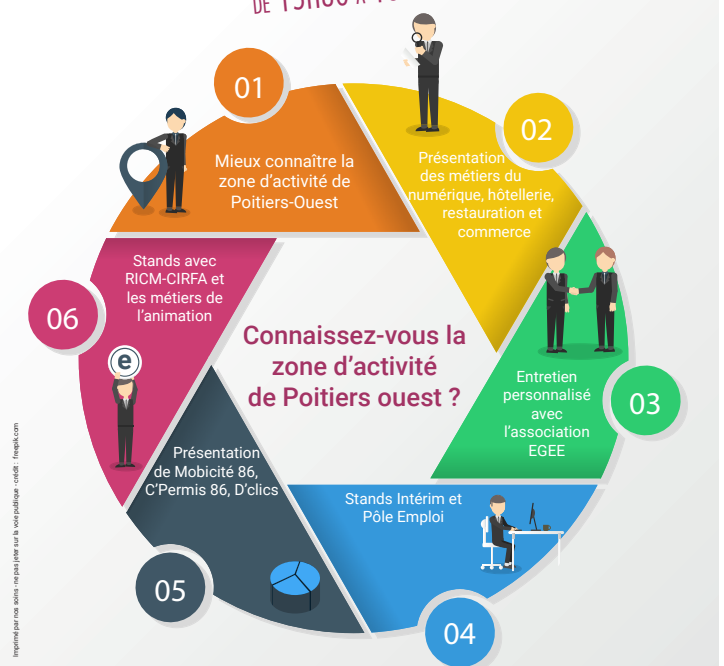 DE 15H00 À
01
Mieux connaître la
zone d'activité de
Poitiers-Ouest
02
Présentation
des métiers du
numérique, hôtellerie,
restauration et
commerce
03
Entretien
personnalisé
avec
l'association
EGEE
04
Stands Intérim et
Pôle Emploi
05
Présentation
de Mobicité 86,
C'Permis 86, D'clics
06
Stands avec
RICM-CIRFA et
les métiers de
l'animation
e
Connaissez-vous la
zone d'activité
de Poitiers ouest ?
Imprimé par nos soins - ne pas jeter sur la voie publique - crédit : freepik.com